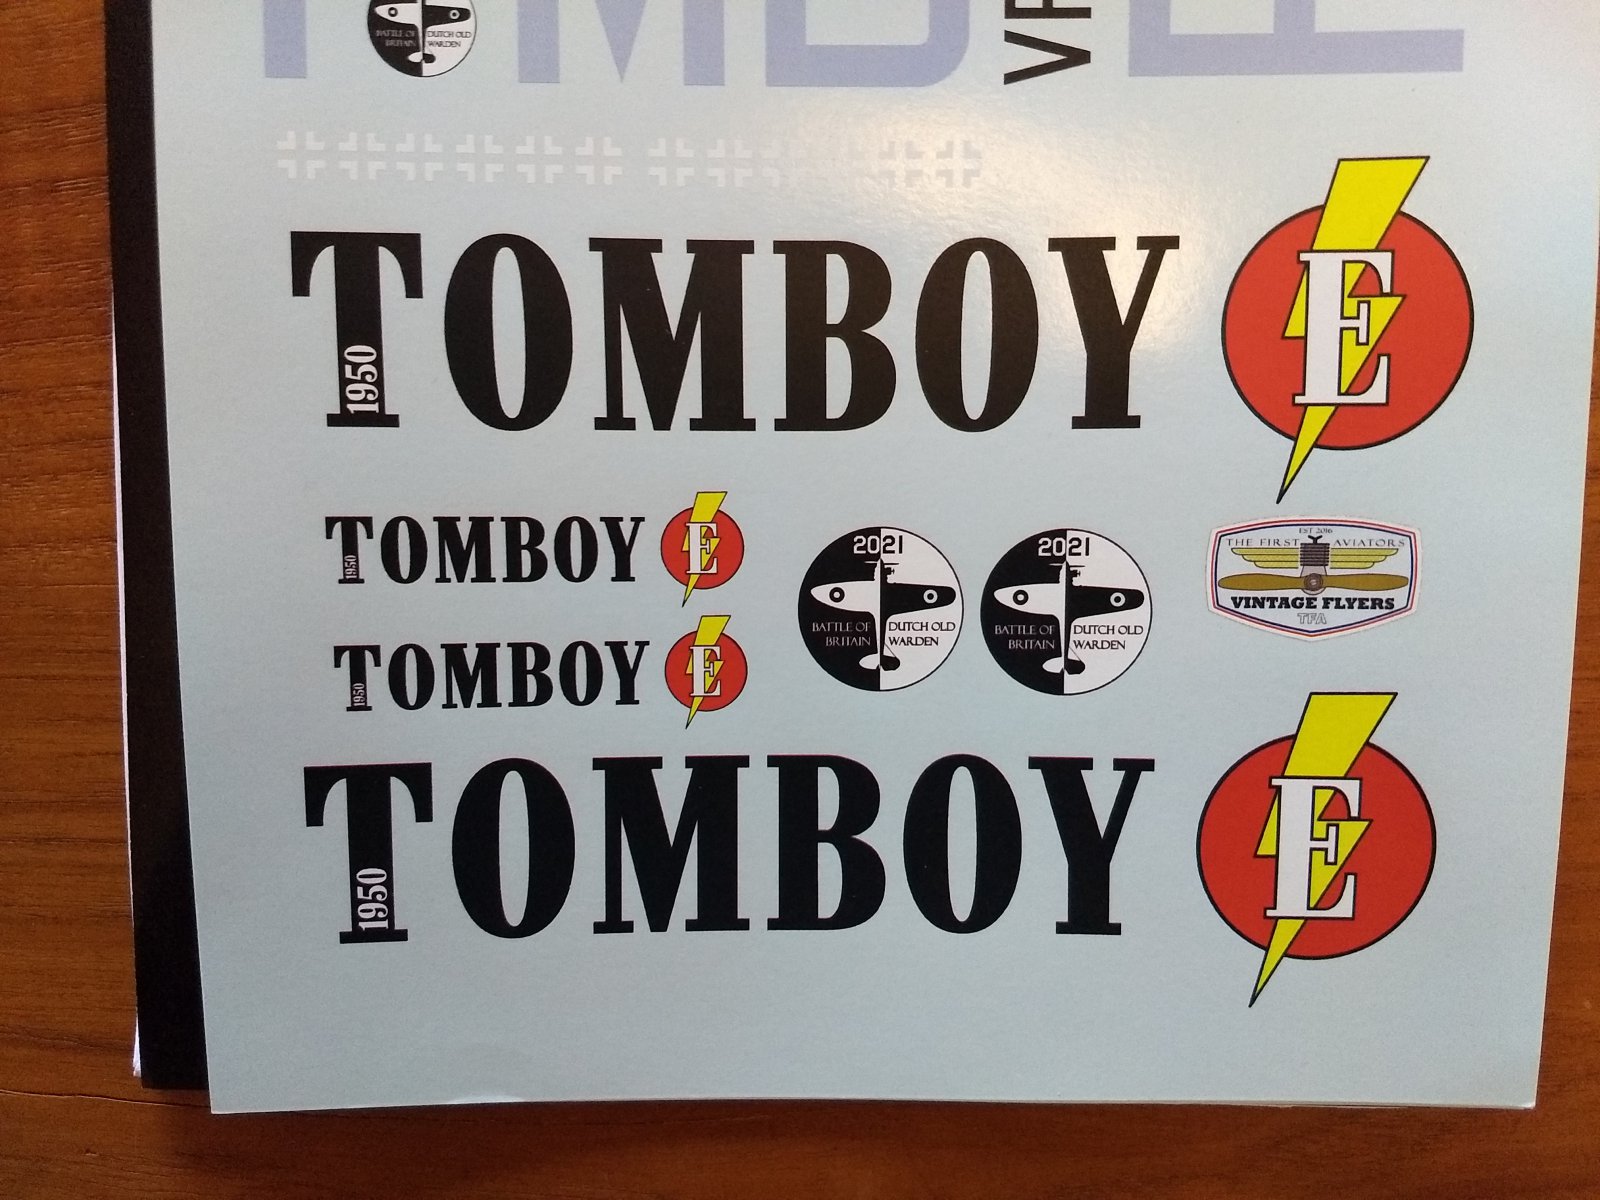 BATTLE OF DUTCH OLD
BRITAIN WARDEN
TOMBOY
1950
E
TOMBOY
1950
E
TOMBOY
1950
E
2021
BATTLE OF DUTCH OLD
BRITAIN WARDEN
2021
BATTLE OF DUTCH OLD
BRITAIN WARDEN
EST 2016
THE FIRST AVIATORS
VINTAGE FLYERS
TFA
TOMBOY
1950
E